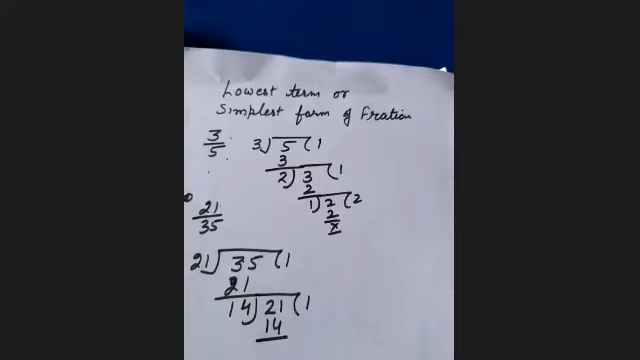 Lowest term or
Simplest form of Fration
3/5
3) 5 (1
3
2) 3 (1
2
1) 2 (2
2
x
21/35
21) 35 (1
21
14) 21 (1
14